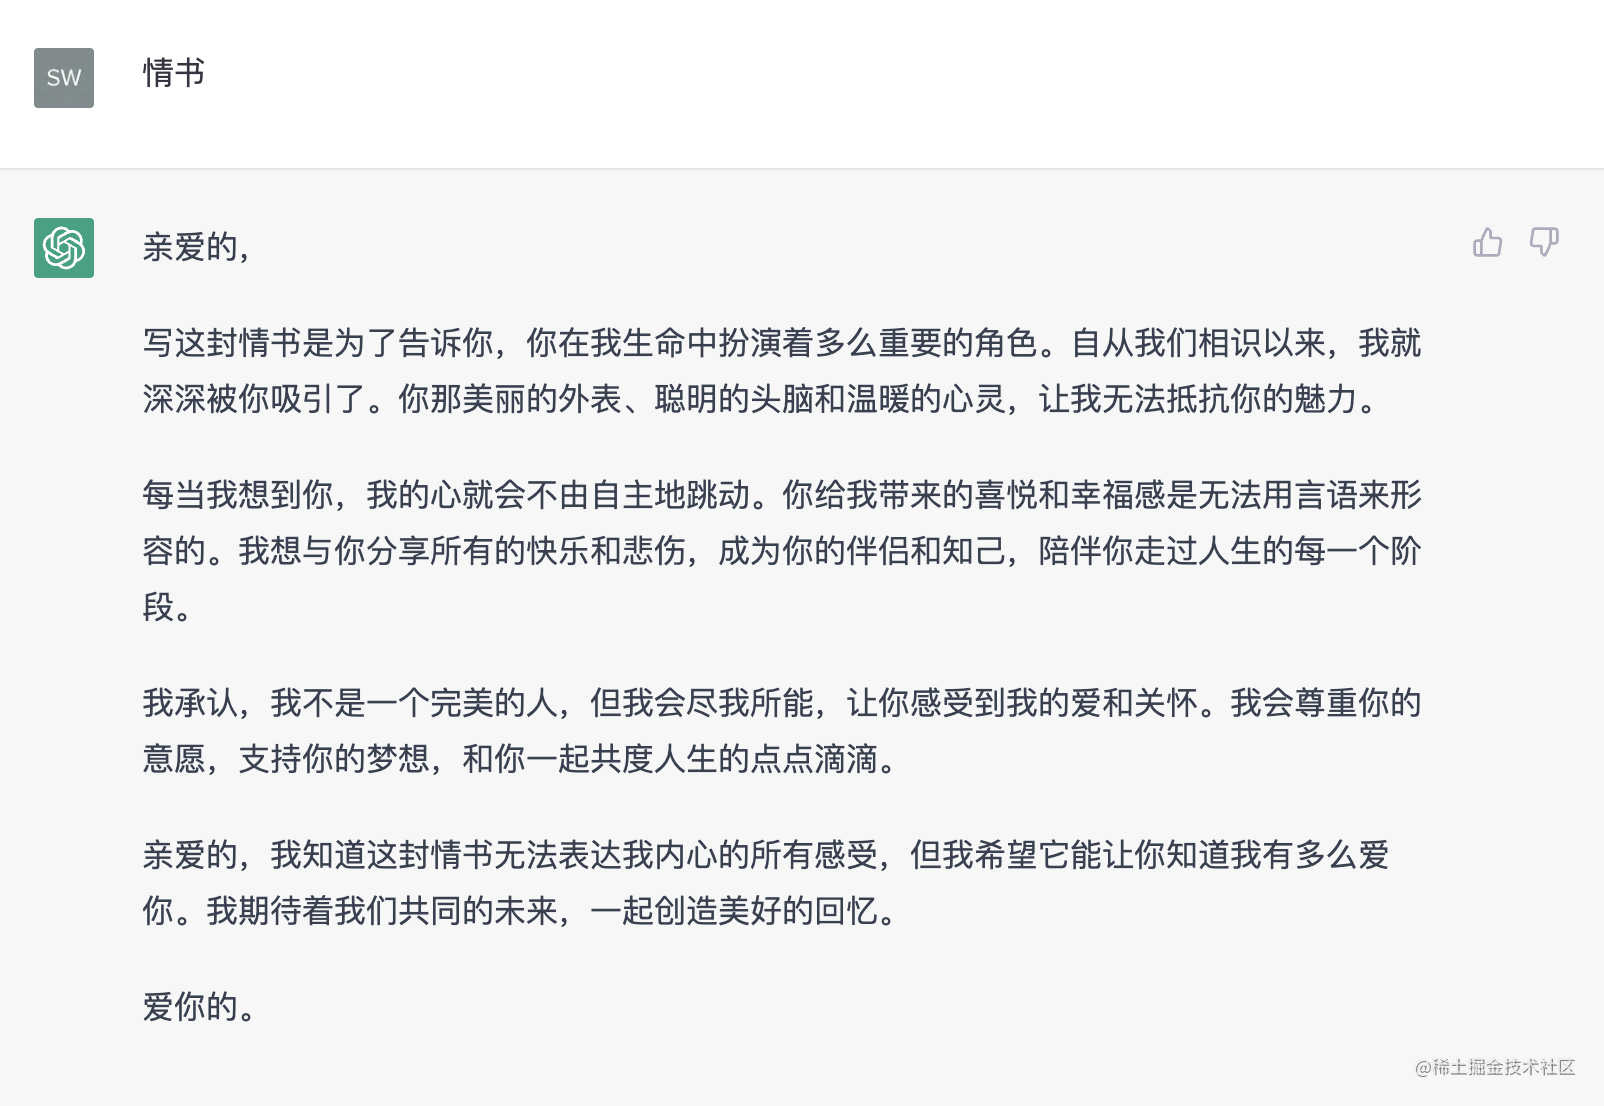 SW
情书
亲爱的，
写这封情书是为了告诉你，你在我生命中扮演着多么重要的角色。自从我们相识以来，我就
深深被你吸引了。你那美丽的外表、聪明的头脑和温暖的心灵，让我无法抵抗你的魅力。
每当我想到你，我的心就会不由自主地跳动。你给我带来的喜悦和幸福感是无法用言语来形
容的。我想与你分享所有的快乐和悲伤，成为你的伴侣和知己，陪伴你走过人生的每一个阶
段。
我承认，我不是一个完美的人，但我会尽我所能，让你感受到我的爱和关怀。我会尊重你的
意愿，支持你的梦想，和你一起共度人生的点点滴滴。
亲爱的，我知道这封情书无法表达我内心的所有感受，但我希望它能让你知道我有多么爱
你。我期待着我们共同的未来，一起创造美好的回忆。
爱你的。
@稀土掘金技术社区